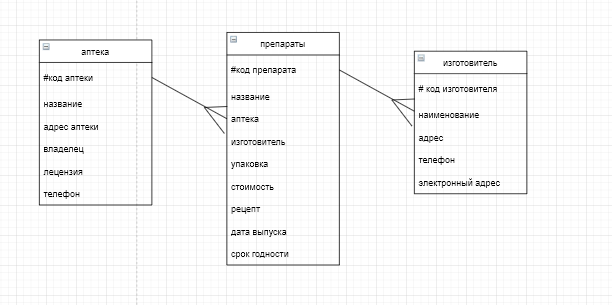 аптека
#код аптеки
название
адрес аптеки
владелец
лецензия
телефон
препараты
#код препарата
название
аптека
изготовитель
упаковка
стоимость
рецепт
дата выпуска
срок годности
изготовитель
# код изготовителя
наименование
адрес
телефон
электронный адрес